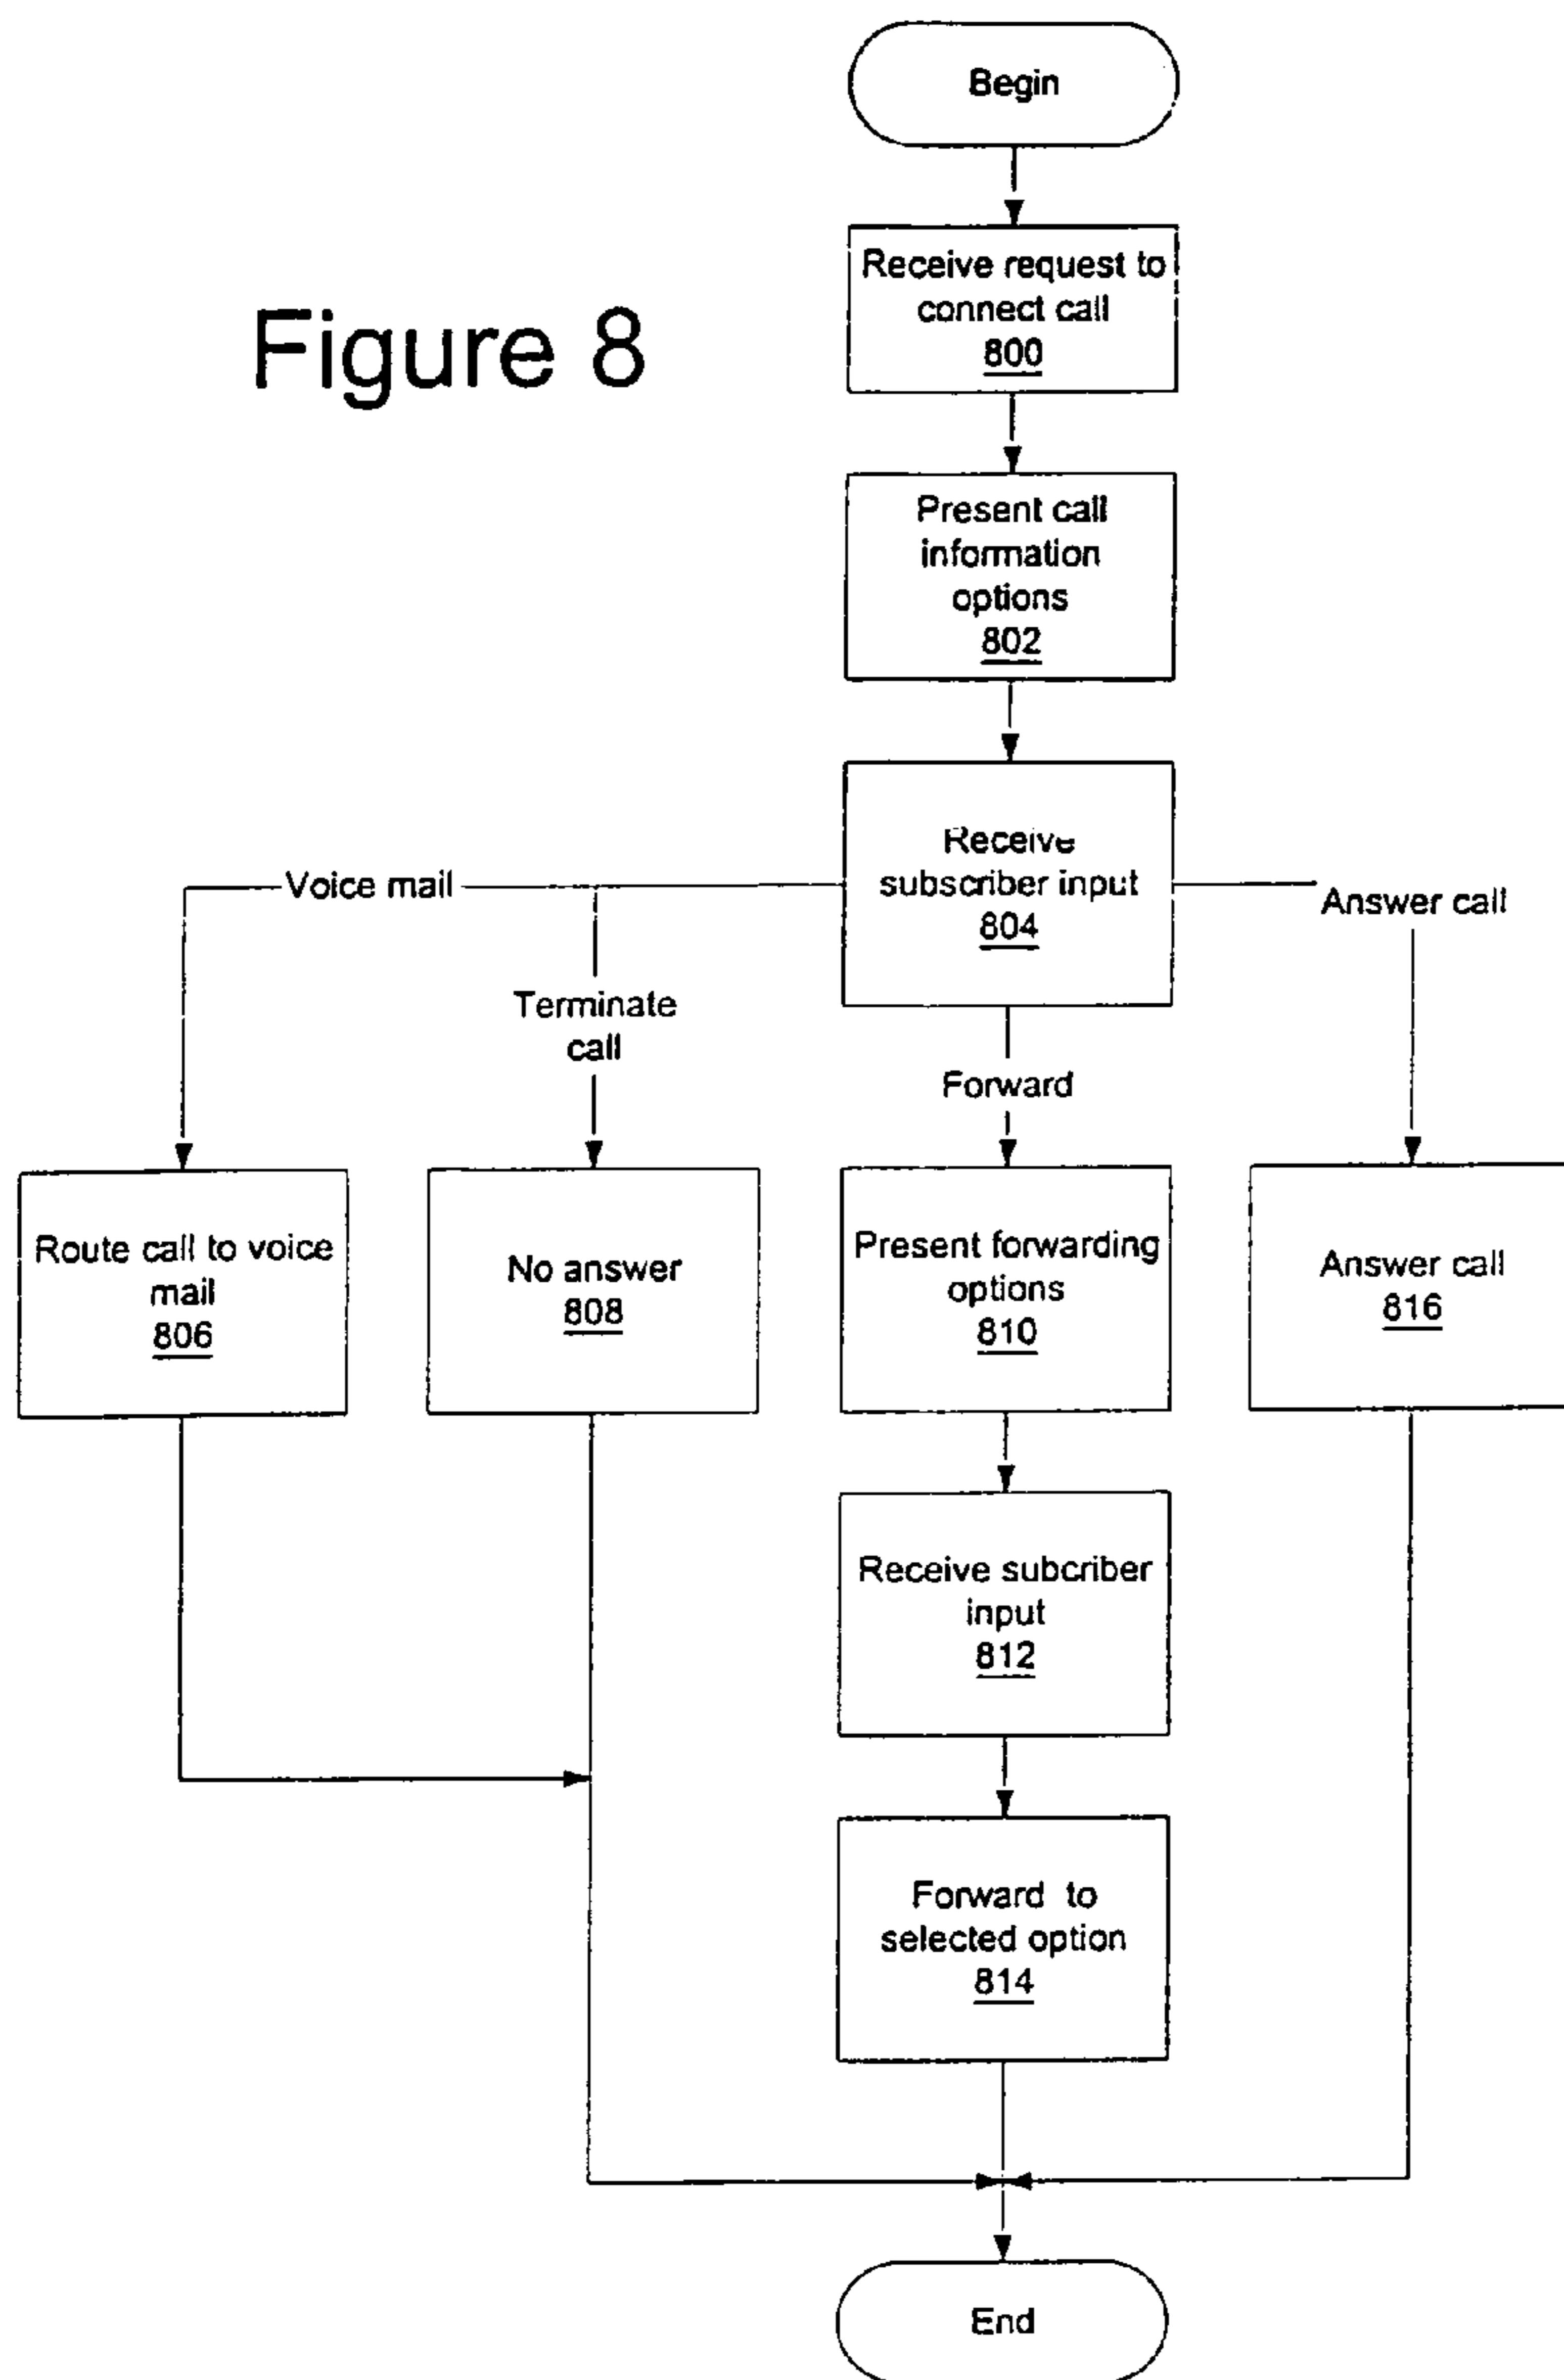 Begin
Receive request to
connect call
800
Figure 8
Present call
information
options
802
Receive
subscriber input
804
Voice mail
Answer call
Terminate
call
Forward
Route call to voice
mail
806
No answer
808
Present forwarding
options
810
Answer call
816
Receive subcriber
input
812
Forward to
selected option
814
End